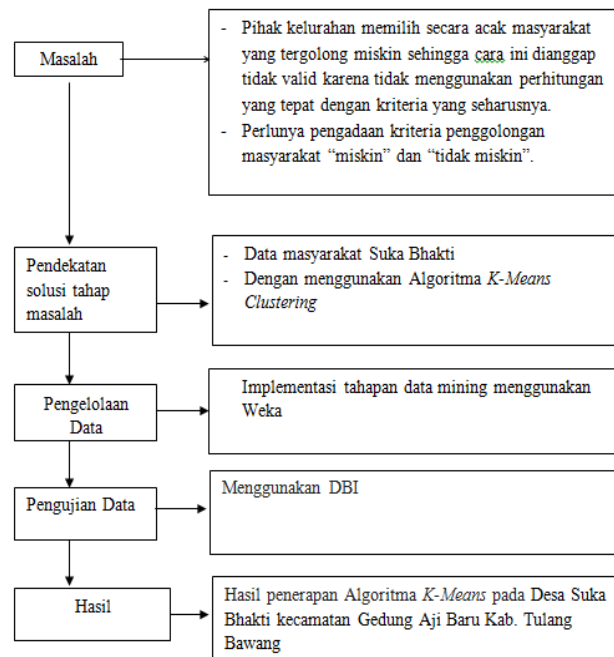 Masalah
- Pihak kelurahan memilih secara acak masyarakat
yang tergolong miskin sehingga cara ini dianggap
tidak valid karena tidak menggunakan perhitungan
yang tepat dengan kriteria yang seharusnya.
- Perlunya pengadaan kriteria penggolongan
masyarakat “miskin” dan “tidak miskin”.
Pendekatan
solusi tahap
masalah
- Data masyarakat Suka Bhakti
- Dengan menggunakan Algoritma K-Means
Clustering
Pengelolaan
Data
Implementasi tahapan data mining menggunakan
Weka
Pengujian Data
Menggunakan DBI
Hasil
Hasil penerapan Algoritma K-Means pada Desa Suka
Bhakti kecamatan Gedung Aji Baru Kab. Tulang
Bawang